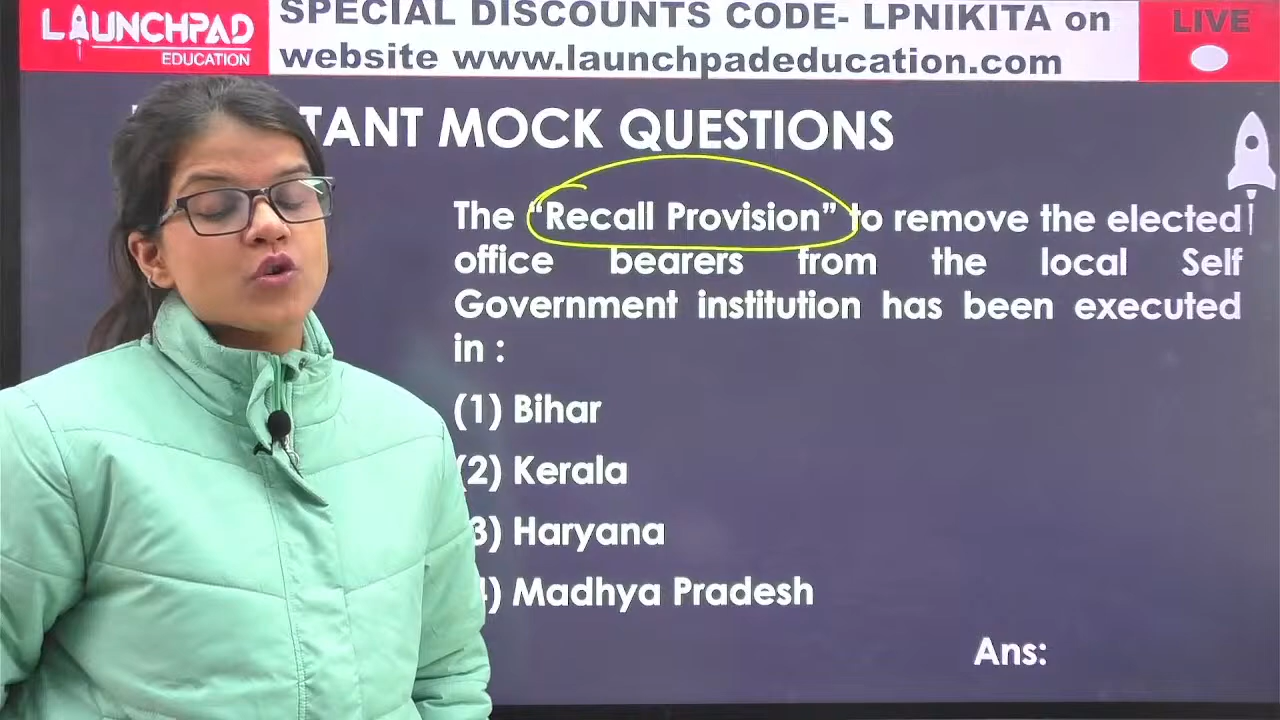 LAUNCHPAD
EDUCATION
SPECIAL DISCOUNTS CODE- LPNIKITA on
website www.launchpadeducation.com
LIVE
TANT MOCK QUESTIONS
The “Recall Provision” to remove the elected
office bearers from the local Self
Government institution has been executed
in :
(1) Bihar
(2) Kerala
3) Haryana
4) Madhya Pradesh
Ans: